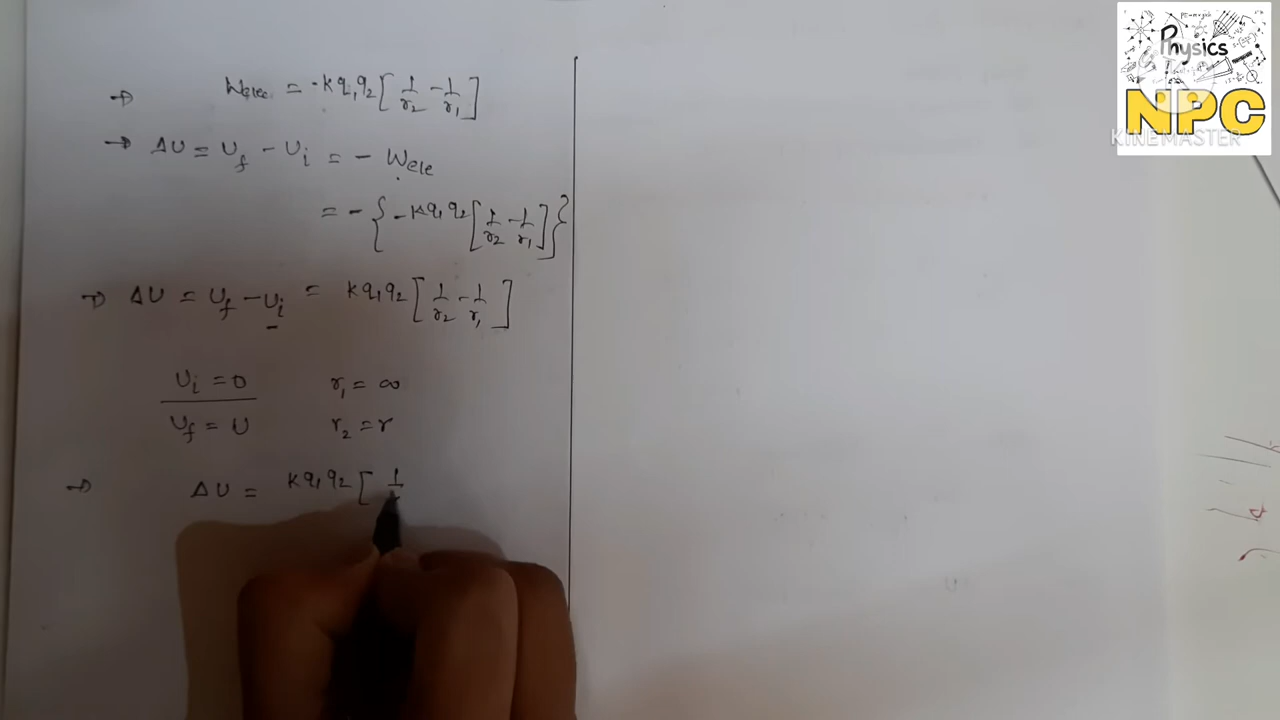 → Wele = -Kq₁q₂[1/r₂ - 1/r₁]
→ ΔU = U_f - U_i = - Wele
= - {-Kq₁q₂[1/r₂ - 1/r₁]}
⇒ ΔU = U_f - U_i = Kq₁q₂[1/r₂ - 1/r₁]
U_i = 0 r₁ = ∞
U_f = U r₂ = r
⇒ ΔU = Kq₁q₂[1/
Physics
NPC
KINEMASTER